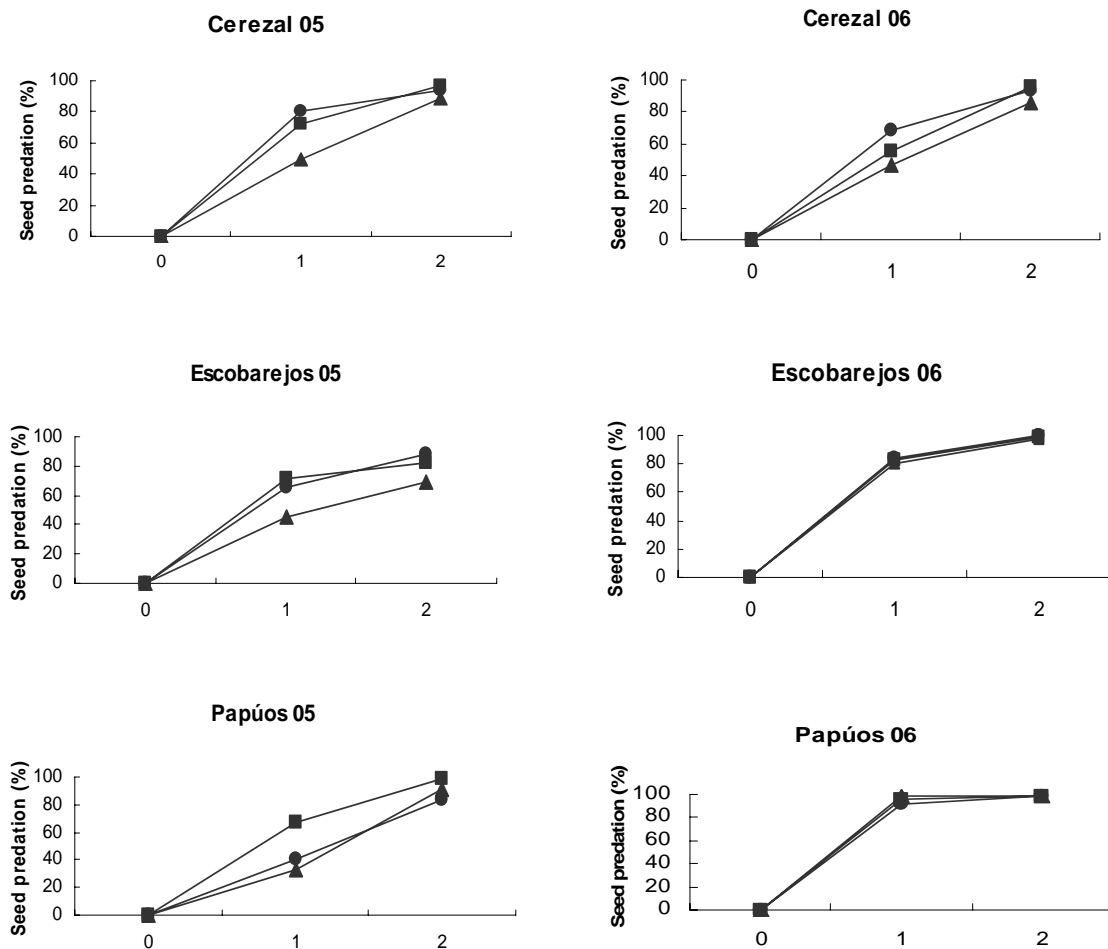 Cerezal 05
Seed predation (%)
100
80
60
40
20
0
0 1 2
Cerezal 06
Seed predation (%)
100
80
60
40
20
0
0 1 2
Escobarejos 05
Seed predation (%)
100
80
60
40
20
0
0 1 2
Escobarejos 06
Seed predation (%)
100
80
60
40
20
0
0 1 2
Papúos 05
Seed predation (%)
100
80
60
40
20
0
0 1 2
Papúos 06
Seed predation (%)
100
80
60
40
20
0
0 1 2